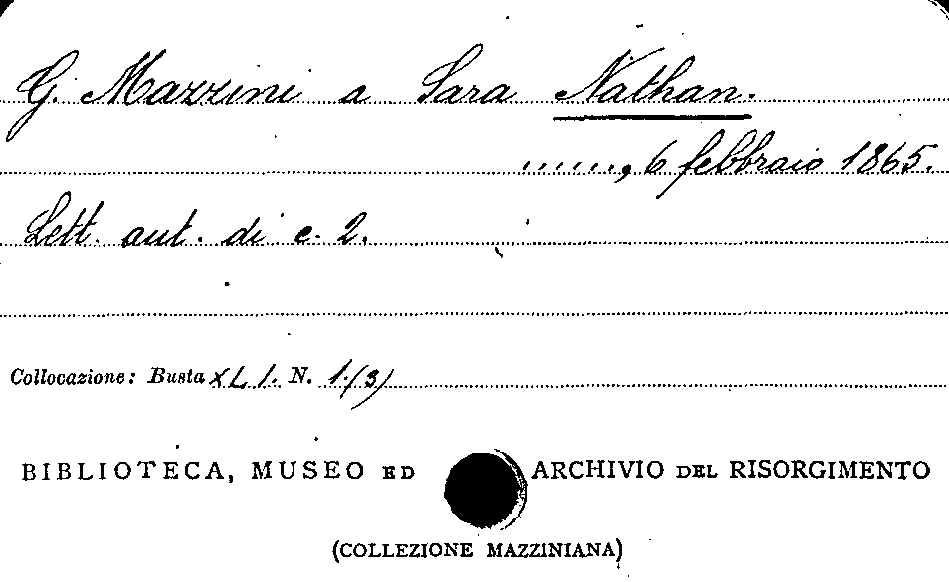 G. Mazzini a Sara Nathan.
......., 6 febbraio 1865.
Lett. aut. di c. 2.
Collocazione: Busta XLI. N. 1.(3)
BIBLIOTECA, MUSEO ED ARCHIVIO DEL RISORGIMENTO
(COLLEZIONE MAZZINIANA)